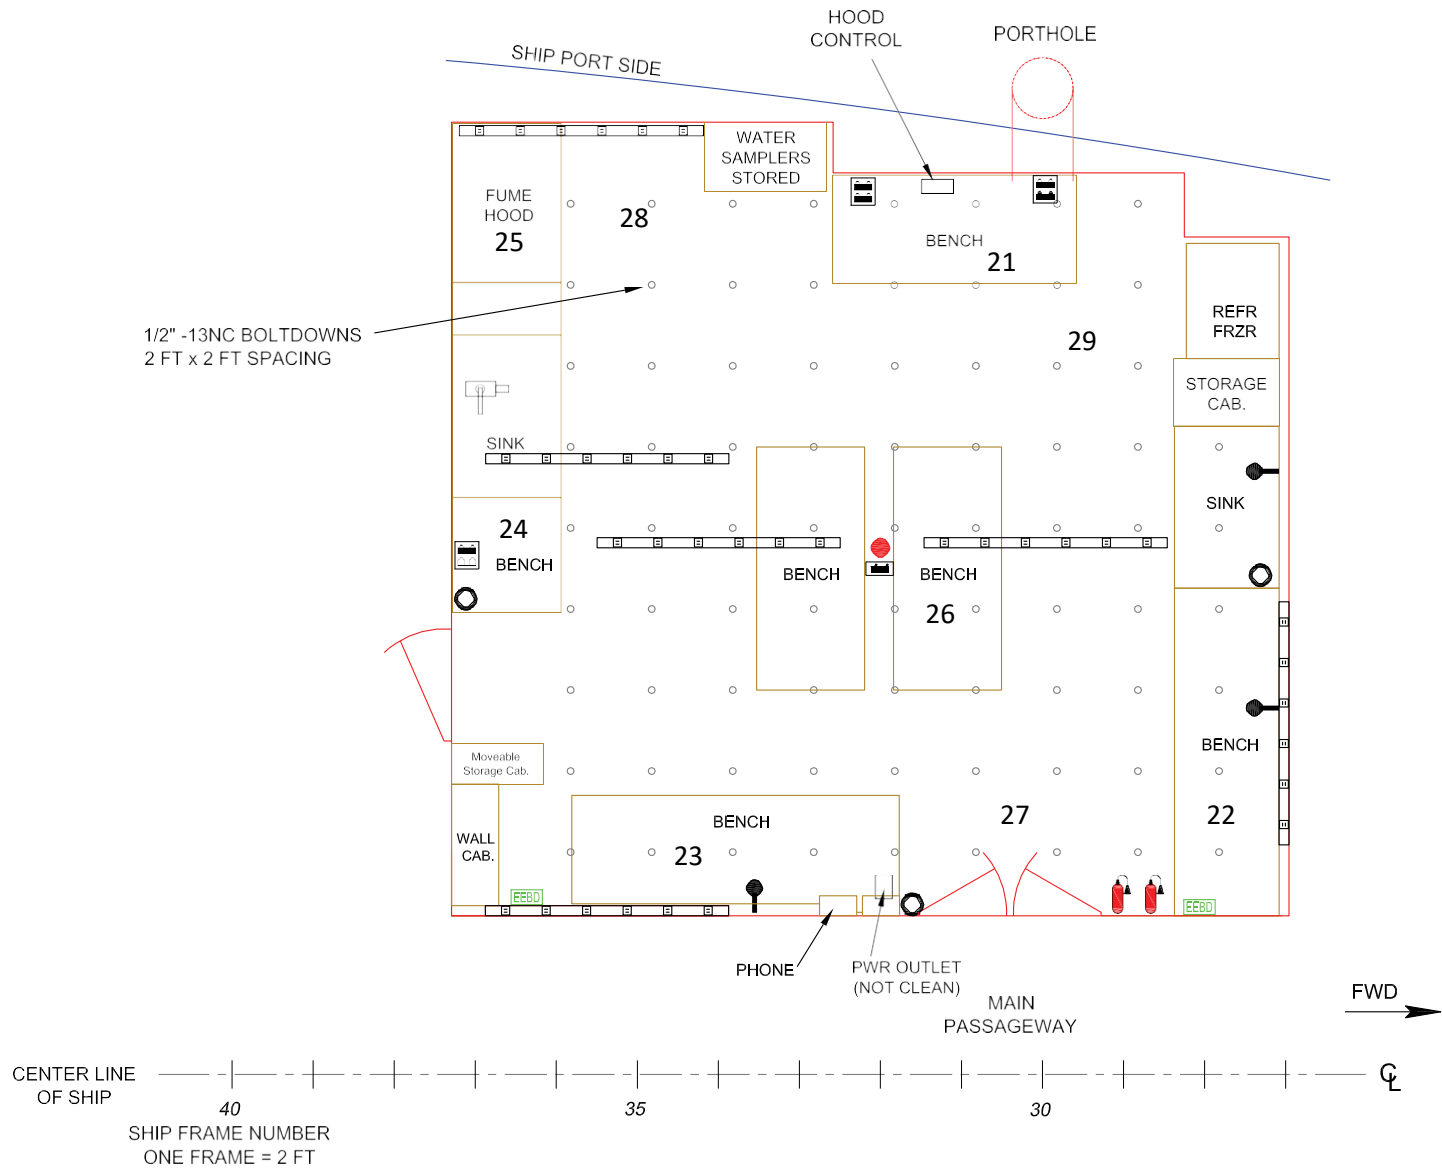 HOOD
CONTROL
PORTHOLE
SHIP PORT SIDE
WATER
SAMPLERS
STORED
FUME
HOOD
25
28
BENCH
21
1/2" -13NC BOLTDOWNS
2 FT x 2 FT SPACING
29
REFR
FRZR
STORAGE
CAB.
SINK
SINK
24
BENCH
BENCH
BENCH
26
BENCH
22
Moveable
Storage Cab.
WALL
CAB.
BENCH
23
27
EEBD
EEBD
PHONE
PWR OUTLET
(NOT CLEAN)
MAIN
PASSAGEWAY
FWD
CENTER LINE
OF SHIP
℄
40
35
30
SHIP FRAME NUMBER
ONE FRAME = 2 FT